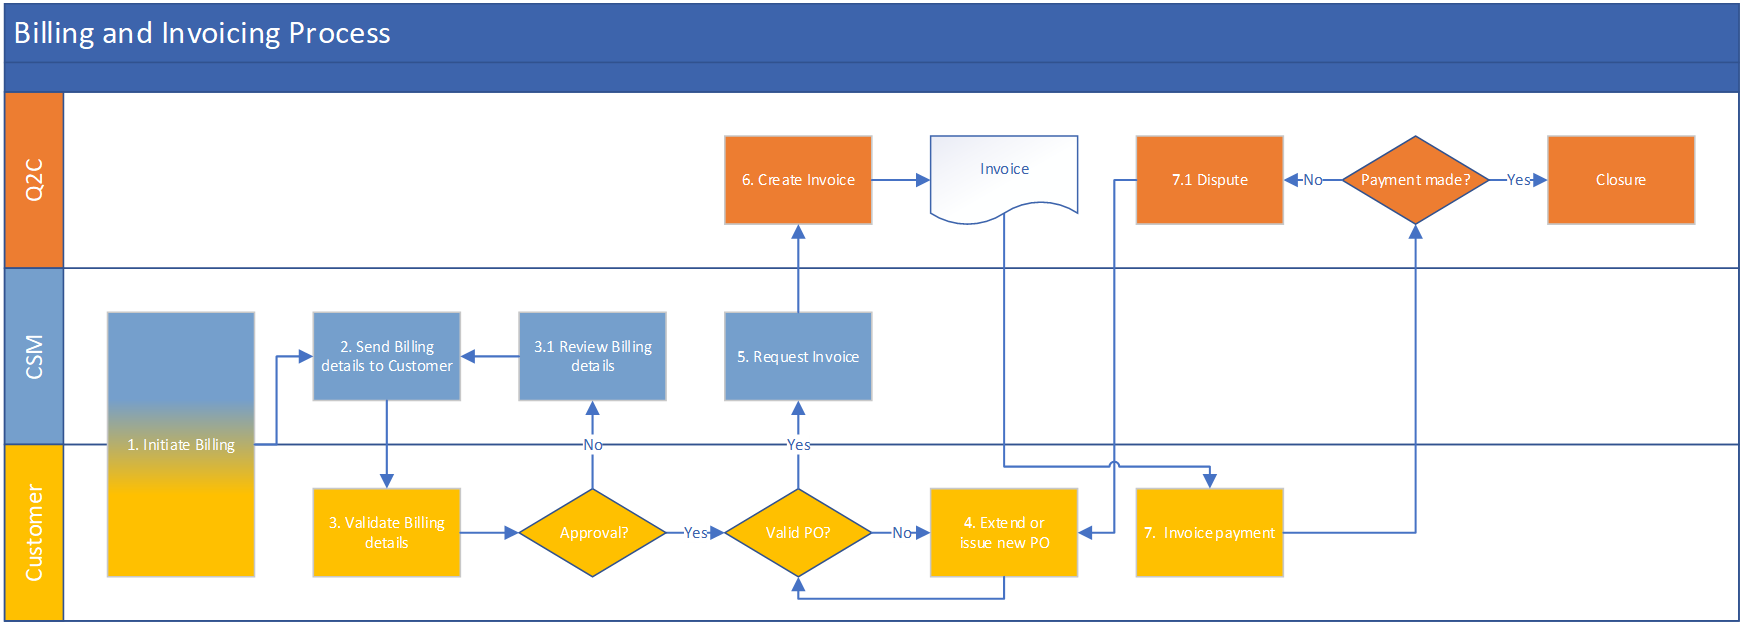 Billing and Invoicing Process
Q2C
6. Create Invoice
Invoice
7.1 Dispute
No
Payment made?
Yes
Closure
CSM
2. Send Billing
details to Customer
3.1 Review Billing
details
5. Request Invoice
1. Initiate Billing
No
Yes
Customer
3. Validate Billing
details
Approval?
Yes
Valid PO?
No
4. Extend or
issue new PO
7. Invoice payment